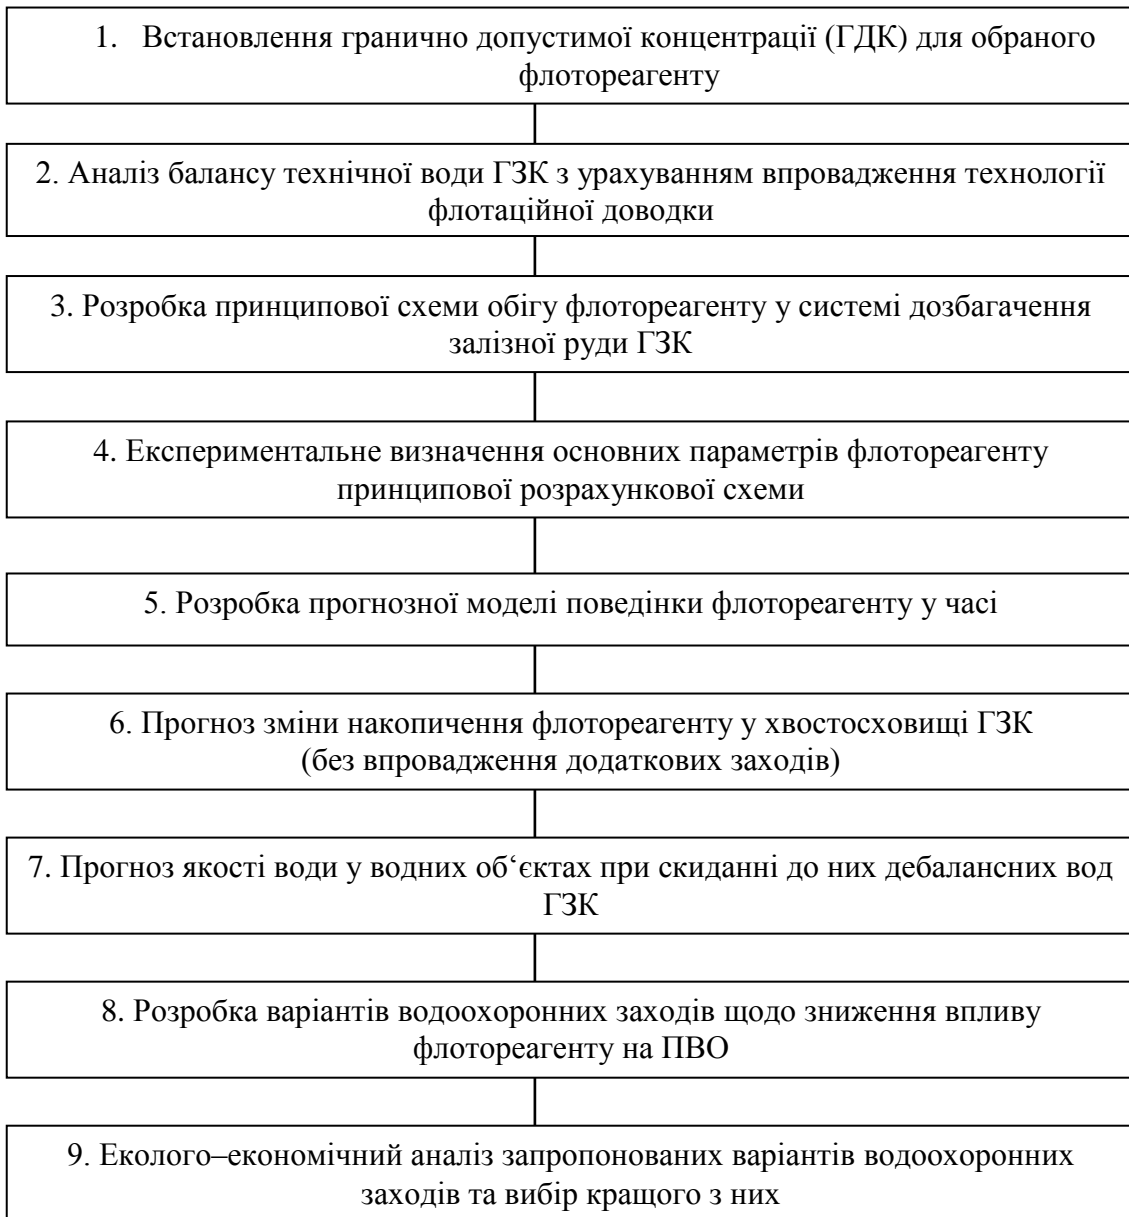 1. Встановлення гранично допустимої концентрації (ГДК) для обраного
флотореагенту
2. Аналіз балансу технічної води ГЗК з урахуванням впровадження технології
флотаційної доводки
3. Розробка принципової схеми обігу флотореагенту у системі дозбагачення
залізної руди ГЗК
4. Експериментальне визначення основних параметрів флотореагенту
принципової розрахункової схеми
5. Розробка прогнозної моделі поведінки флотореагенту у часі
6. Прогноз зміни накопичення флотореагенту у хвостосховищі ГЗК
(без впровадження додаткових заходів)
7. Прогноз якості води у водних об‘єктах при скиданні до них дебалансних вод
ГЗК
8. Розробка варіантів водоохоронних заходів щодо зниження впливу
флотореагенту на ПВО
9. Еколого–економічний аналіз запропонованих варіантів водоохоронних
заходів та вибір кращого з них